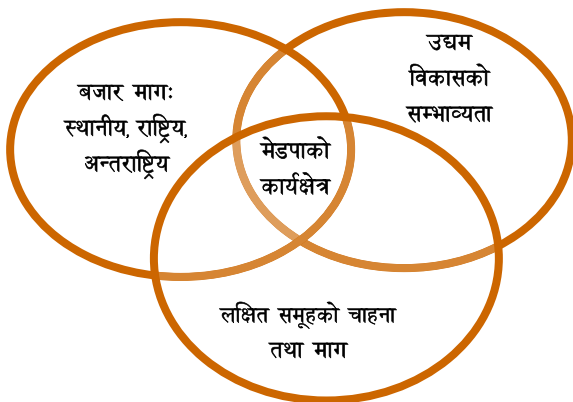 बजार मागः
स्थानीय, राष्ट्रिय,
अन्तराष्ट्रिय
उद्यम
विकासको
सम्भाव्यता
मेडपाको
कार्यक्षेत्र
लक्षित समूहको चाहना
तथा माग